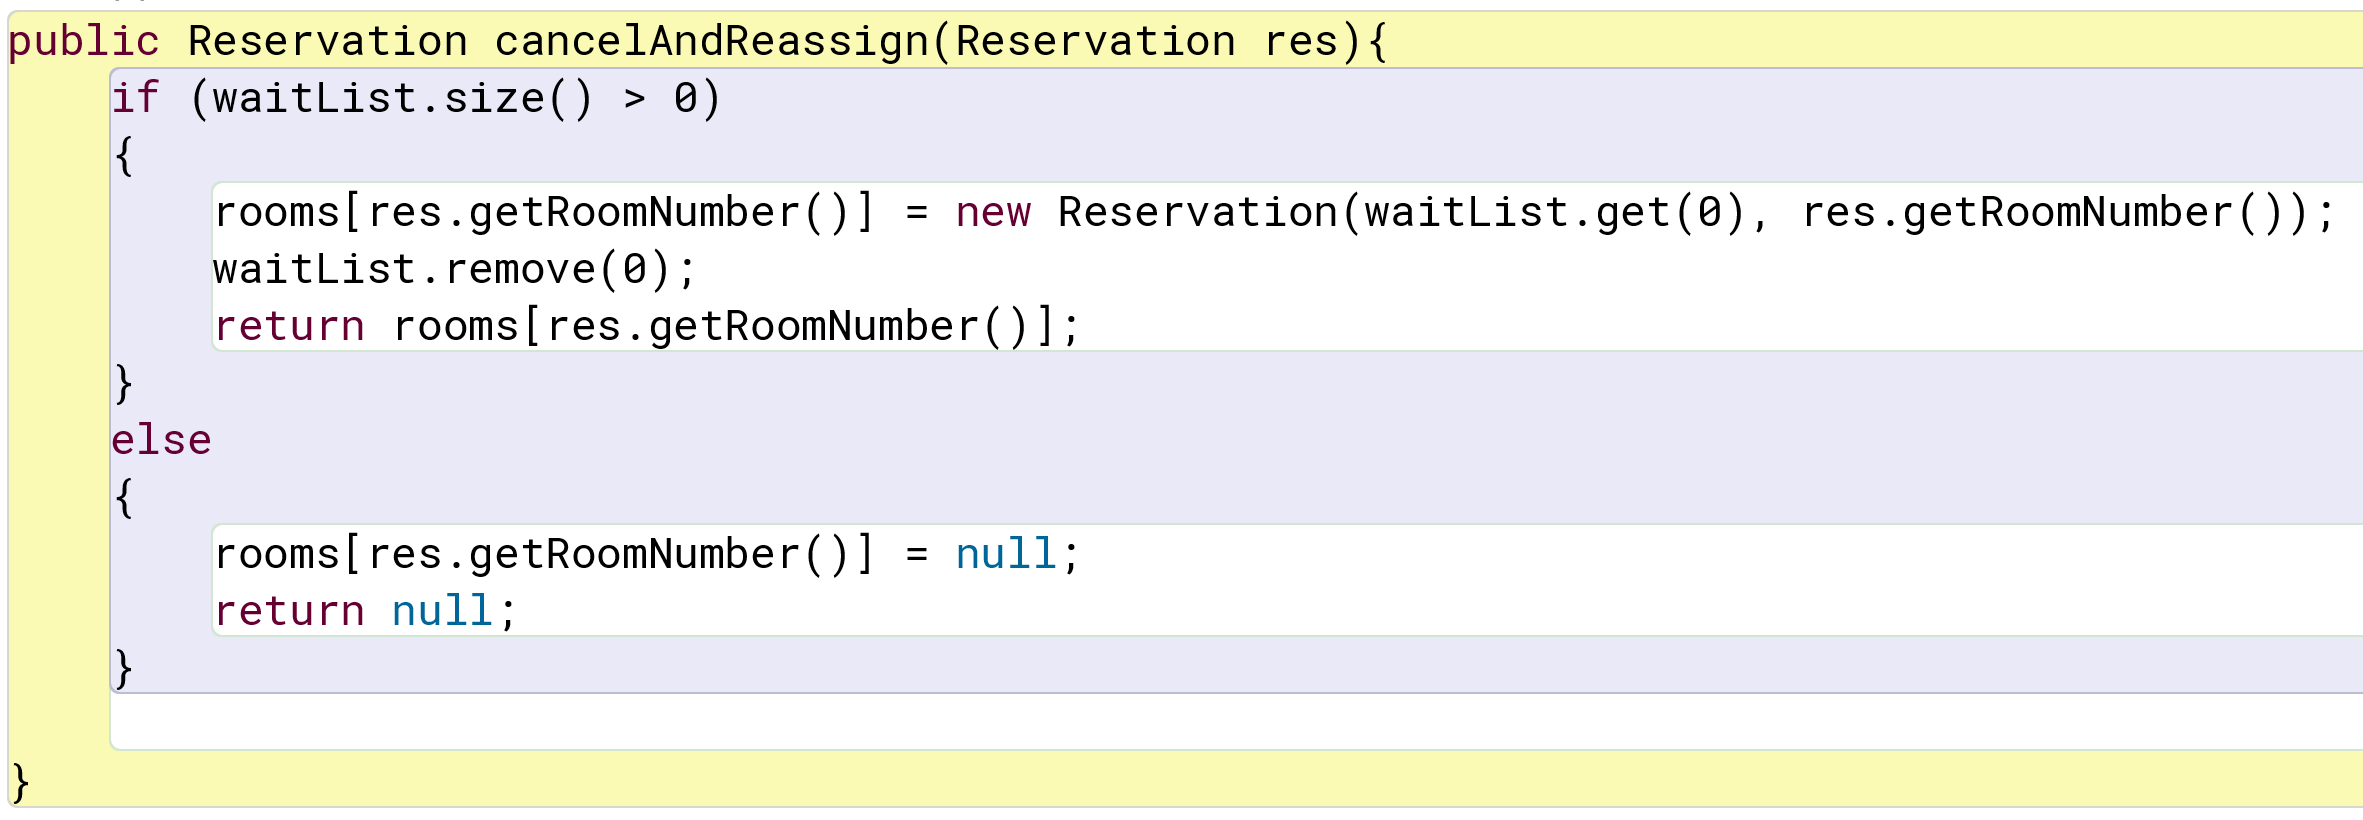 public Reservation cancelAndReassign(Reservation res){
if (waitList.size() > 0)
{
rooms[res.getRoomNumber()] = new Reservation(waitList.get(0), res.getRoomNumber());
waitList.remove(0);
return rooms[res.getRoomNumber()];
}
else
{
rooms[res.getRoomNumber()] = null;
return null;
}
}